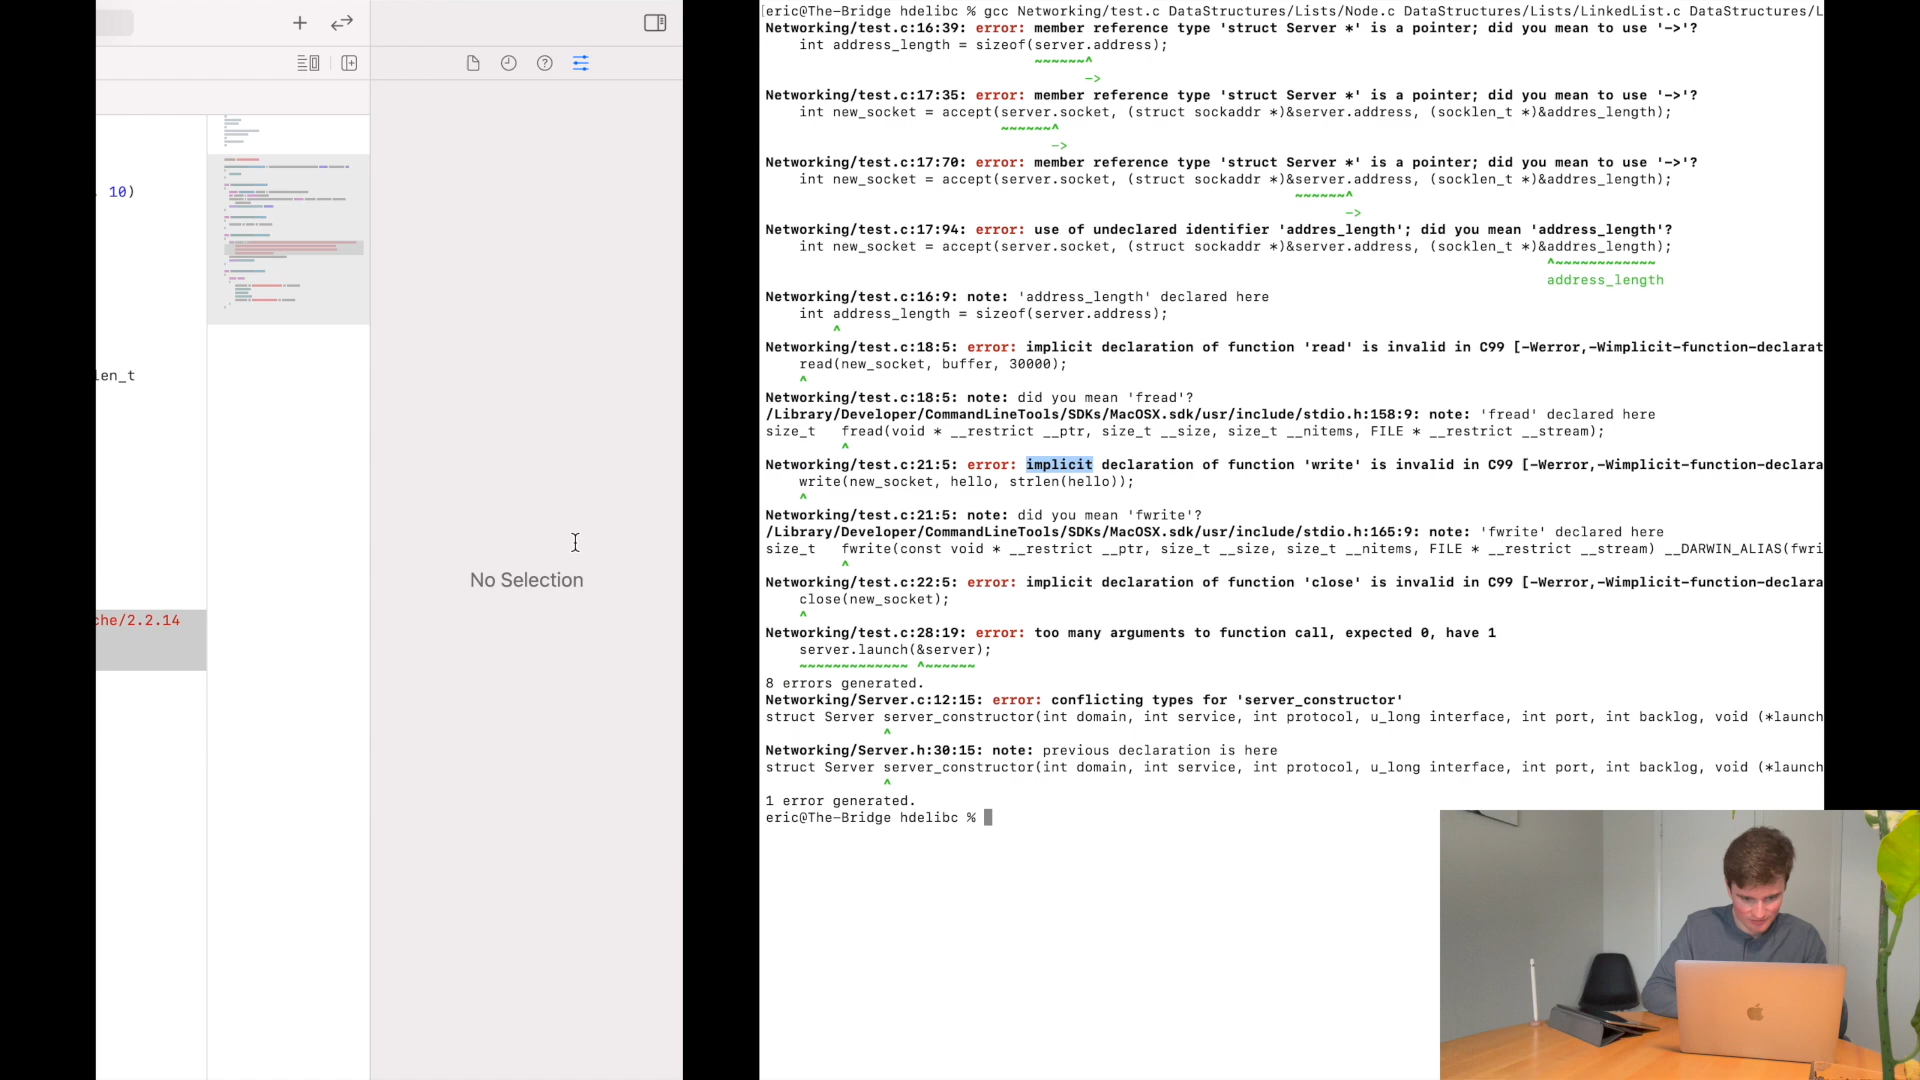 10)
len_t
che/2.2.14
No Selection
[eric@The-Bridge hdelibc % gcc Networking/test.c DataStructures/Lists/Node.c DataStructures/Lists/LinkedList.c DataStructures/L
Networking/test.c:16:39: error: member reference type 'struct Server *' is a pointer; did you mean to use '->'?
int address_length = sizeof(server.address);
~~~~~~^
->
Networking/test.c:17:35: error: member reference type 'struct Server *' is a pointer; did you mean to use '->'?
int new_socket = accept(server.socket, (struct sockaddr *)&server.address, (socklen_t *)&addres_length);
~~~~~~^
->
Networking/test.c:17:70: error: member reference type 'struct Server *' is a pointer; did you mean to use '->'?
int new_socket = accept(server.socket, (struct sockaddr *)&server.address, (socklen_t *)&addres_length);
~~~~~~^
->
Networking/test.c:17:94: error: use of undeclared identifier 'addres_length'; did you mean 'address_length'?
int new_socket = accept(server.socket, (struct sockaddr *)&server.address, (socklen_t *)&addres_length);
^~~~~~~~~~~~~
address_length
Networking/test.c:16:9: note: 'address_length' declared here
int address_length = sizeof(server.address);
^
Networking/test.c:18:5: error: implicit declaration of function 'read' is invalid in C99 [-Werror,-Wimplicit-function-declarat
read(new_socket, buffer, 30000);
^
Networking/test.c:18:5: note: did you mean 'fread'?
/Library/Developer/CommandLineTools/SDKs/MacOSX.sdk/usr/include/stdio.h:158:9: note: 'fread' declared here
size_t   fread(void * __restrict __ptr, size_t __size, size_t __nitems, FILE * __restrict __stream);
^
Networking/test.c:21:5: error: implicit declaration of function 'write' is invalid in C99 [-Werror,-Wimplicit-function-declara
write(new_socket, hello, strlen(hello));
^
Networking/test.c:21:5: note: did you mean 'fwrite'?
/Library/Developer/CommandLineTools/SDKs/MacOSX.sdk/usr/include/stdio.h:165:9: note: 'fwrite' declared here
size_t   fwrite(const void * __restrict __ptr, size_t __size, size_t __nitems, FILE * __restrict __stream) __DARWIN_ALIAS(fwri
^
Networking/test.c:22:5: error: implicit declaration of function 'close' is invalid in C99 [-Werror,-Wimplicit-function-declara
close(new_socket);
^
Networking/test.c:28:19: error: too many arguments to function call, expected 0, have 1
server.launch(&server);
~~~~~~~~~~~~~ ^~~~~~~
8 errors generated.
Networking/Server.c:12:15: error: conflicting types for 'server_constructor'
struct Server server_constructor(int domain, int service, int protocol, u_long interface, int port, int backlog, void (*launch
^
Networking/Server.h:30:15: note: previous declaration is here
struct Server server_constructor(int domain, int service, int protocol, u_long interface, int port, int backlog, void (*launch
^
1 error generated.
eric@The-Bridge hdelibc %